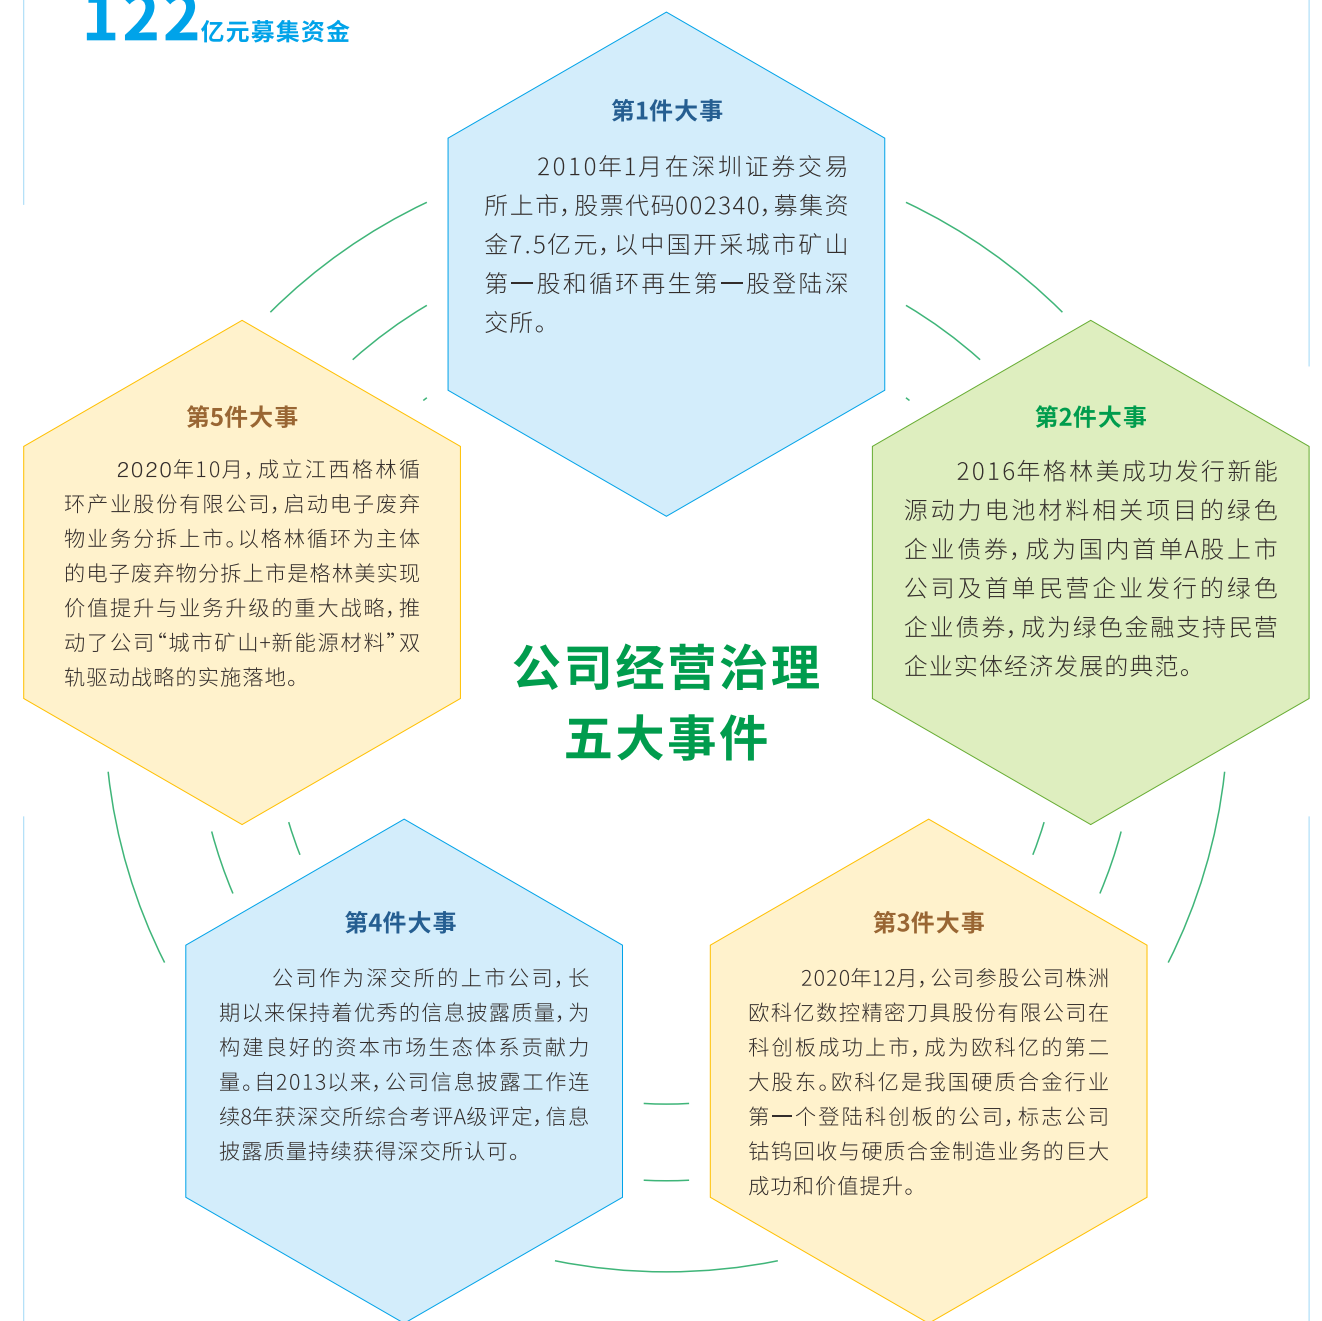 122亿元募集资金
第1件大事
2010年1月在深圳证券交易
所上市，股票代码002340，募集资
金7.5亿元，以中国开采城市矿山
第一股和循环再生第一股登陆深
交所。
第5件大事
2020年10月，成立江西格林循
环产业股份有限公司，启动电子废弃
物业务分拆上市。以格林循环为主体
的电子废弃物分拆上市是格林美实现
价值提升与业务升级的重大战略，推
动了公司“城市矿山+新能源材料”双
轨驱动战略的实施落地。
第2件大事
2016年格林美成功发行新能
源动力电池材料相关项目的绿色
企业债券，成为国内首单A股上市
公司及首单民营企业发行的绿色
企业债券，成为绿色金融支持民营
企业实体经济发展的典范。
公司经营治理
五大事件
第4件大事
公司作为深交所的上市公司，长
期以来保持着优秀的信息披露质量，为
构建良好的资本市场生态体系贡献力
量。自2013以来，公司信息披露工作连
续8年获深交所综合考评A级评定，信息
披露质量持续获得深交所认可。
第3件大事
2020年12月，公司参股公司株洲
欧科亿数控精密刀具股份有限公司在
科创板成功上市，成为欧科亿的第二
大股东。欧科亿是我国硬质合金行业
第一个登陆科创板的公司，标志公司
钴钨回收与硬质合金制造业务的巨大
成功和价值提升。